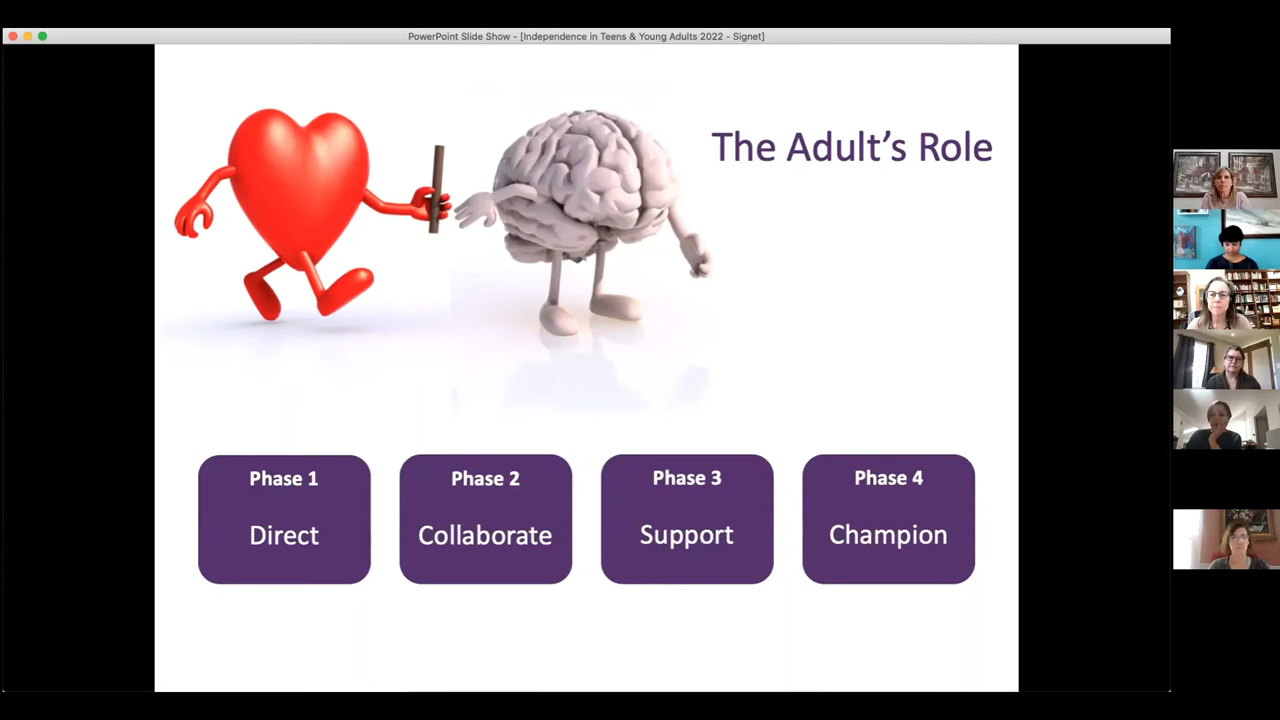 PowerPoint Slide Show - [Independence in Teens & Young Adults 2022 - Signet]
The Adult’s Role
Phase 1
Direct
Phase 2
Collaborate
Phase 3
Support
Phase 4
Champion